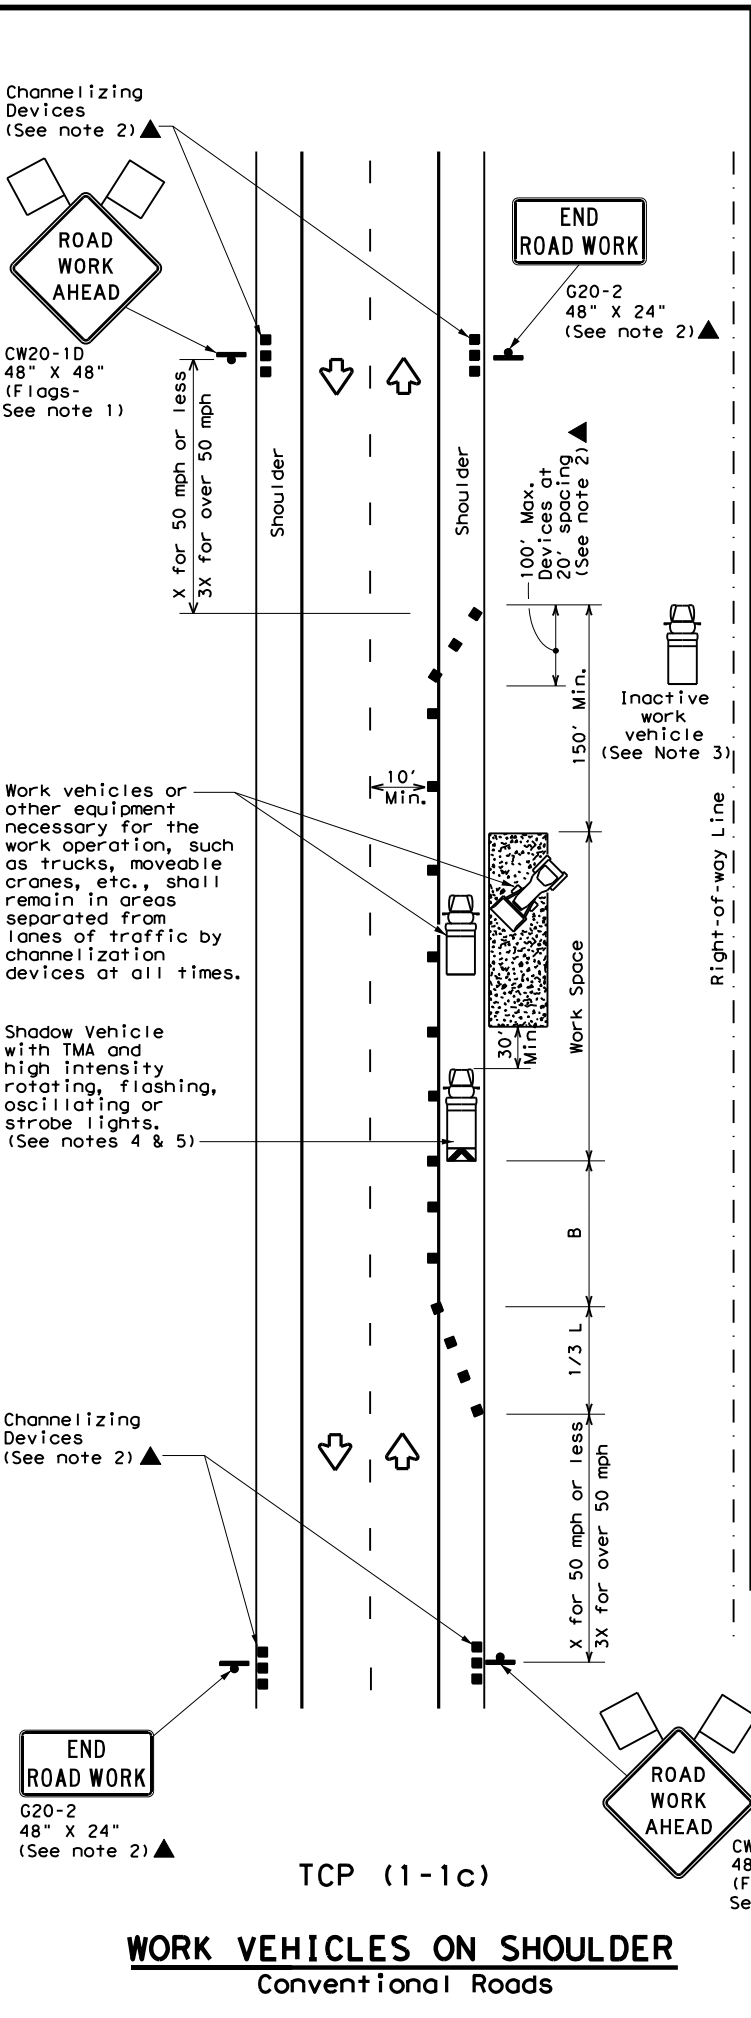 Channelizing
Devices
(See note 2)
ROAD
WORK
AHEAD
CW20-1D
48" X 48"
(Flags-
See note 1)
END
ROAD WORK
G20-2
48" X 24"
(See note 2)
X for 50 mph or less
3X for over 50 mph
Shoulder
Shoulder
100' Max.
Devices at
20' spacing
(See note 2)
150' Min.
Inactive
work
vehicle
(See Note 3)
10'
Min.
Work vehicles or
other equipment
necessary for the
work operation, such
as trucks, moveable
cranes, etc., shall
remain in areas
separated from
lanes of traffic by
channelization
devices at all times.
Right-of-way Line
Work Space
30'
Min.
Shadow Vehicle
with TMA and
high intensity
rotating, flashing,
oscillating or
strobe lights.
(See notes 4 & 5)
B
1/3 L
Channelizing
Devices
(See note 2)
X for 50 mph or less
3X for over 50 mph
END
ROAD WORK
G20-2
48" X 24"
(See note 2)
ROAD
WORK
AHEAD
CW
48
(F
Se
TCP (1-1c)
WORK VEHICLES ON SHOULDER
Conventional Roads